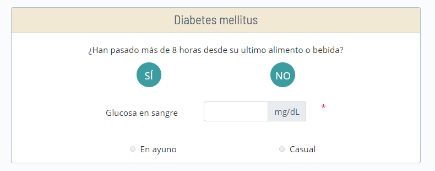 Diabetes mellitus
¿Han pasado más de 8 horas desde su ultimo alimento o bebida?
SÍ NO
Glucosa en sangre mg/dL *
En ayuno Casual